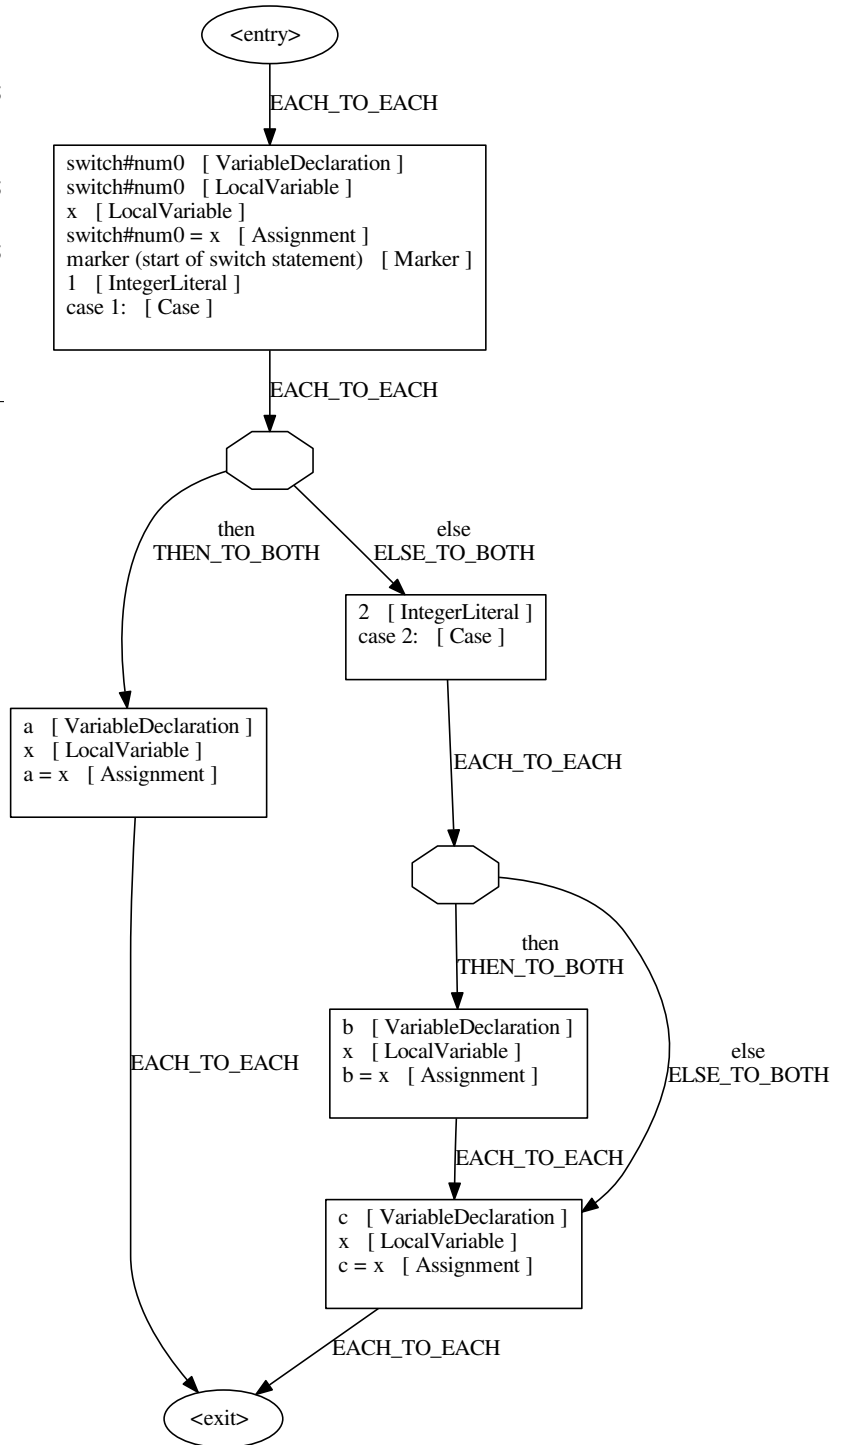 <entry>
EACH_TO_EACH
switch#num0 [ VariableDeclaration ]
switch#num0 [ LocalVariable ]
x [ LocalVariable ]
switch#num0 = x [ Assignment ]
marker (start of switch statement) [ Marker ]
1 [ IntegerLiteral ]
case 1: [ Case ]
EACH_TO_EACH
then
THEN_TO_BOTH
else
ELSE_TO_BOTH
2 [ IntegerLiteral ]
case 2: [ Case ]
a [ VariableDeclaration ]
x [ LocalVariable ]
a = x [ Assignment ]
EACH_TO_EACH
then
THEN_TO_BOTH
b [ VariableDeclaration ]
x [ LocalVariable ]
b = x [ Assignment ]
EACH_TO_EACH
else
ELSE_TO_BOTH
EACH_TO_EACH
c [ VariableDeclaration ]
x [ LocalVariable ]
c = x [ Assignment ]
EACH_TO_EACH
<exit>